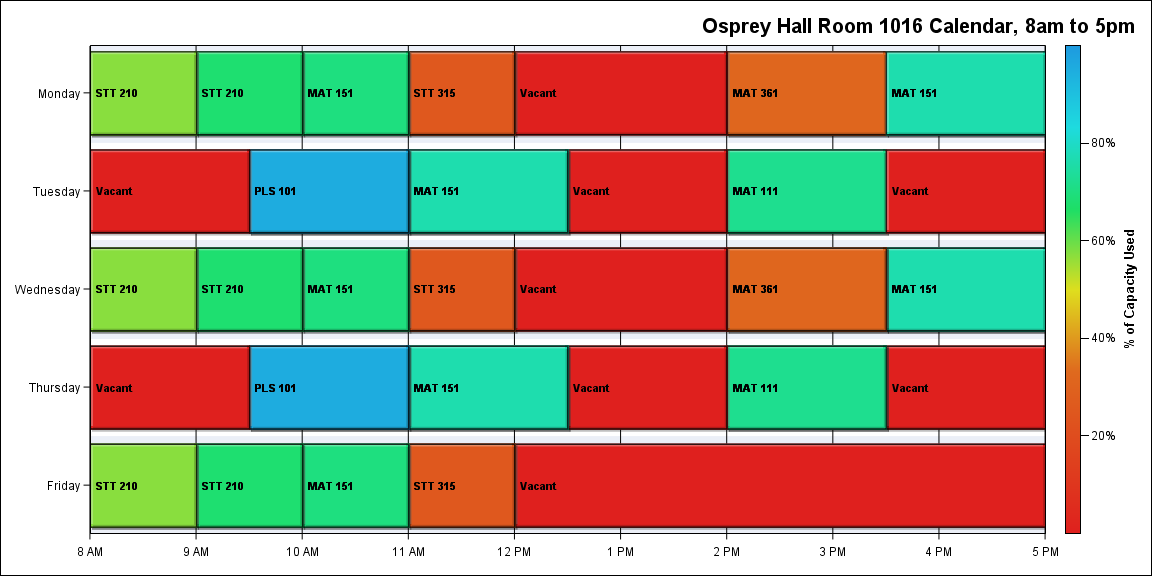 Osprey Hall Room 1016 Calendar, 8am to 5pm
Monday
STT 210
STT 210
MAT 151
STT 315
Vacant
MAT 361
MAT 151
Tuesday
Vacant
PLS 101
MAT 151
Vacant
MAT 111
Vacant
Wednesday
STT 210
STT 210
MAT 151
STT 315
Vacant
MAT 361
MAT 151
Thursday
Vacant
PLS 101
MAT 151
Vacant
MAT 111
Vacant
Friday
STT 210
STT 210
MAT 151
STT 315
Vacant
8 AM
9 AM
10 AM
11 AM
12 PM
1 PM
2 PM
3 PM
4 PM
5 PM
80%
60%
40%
20%
% of Capacity Used